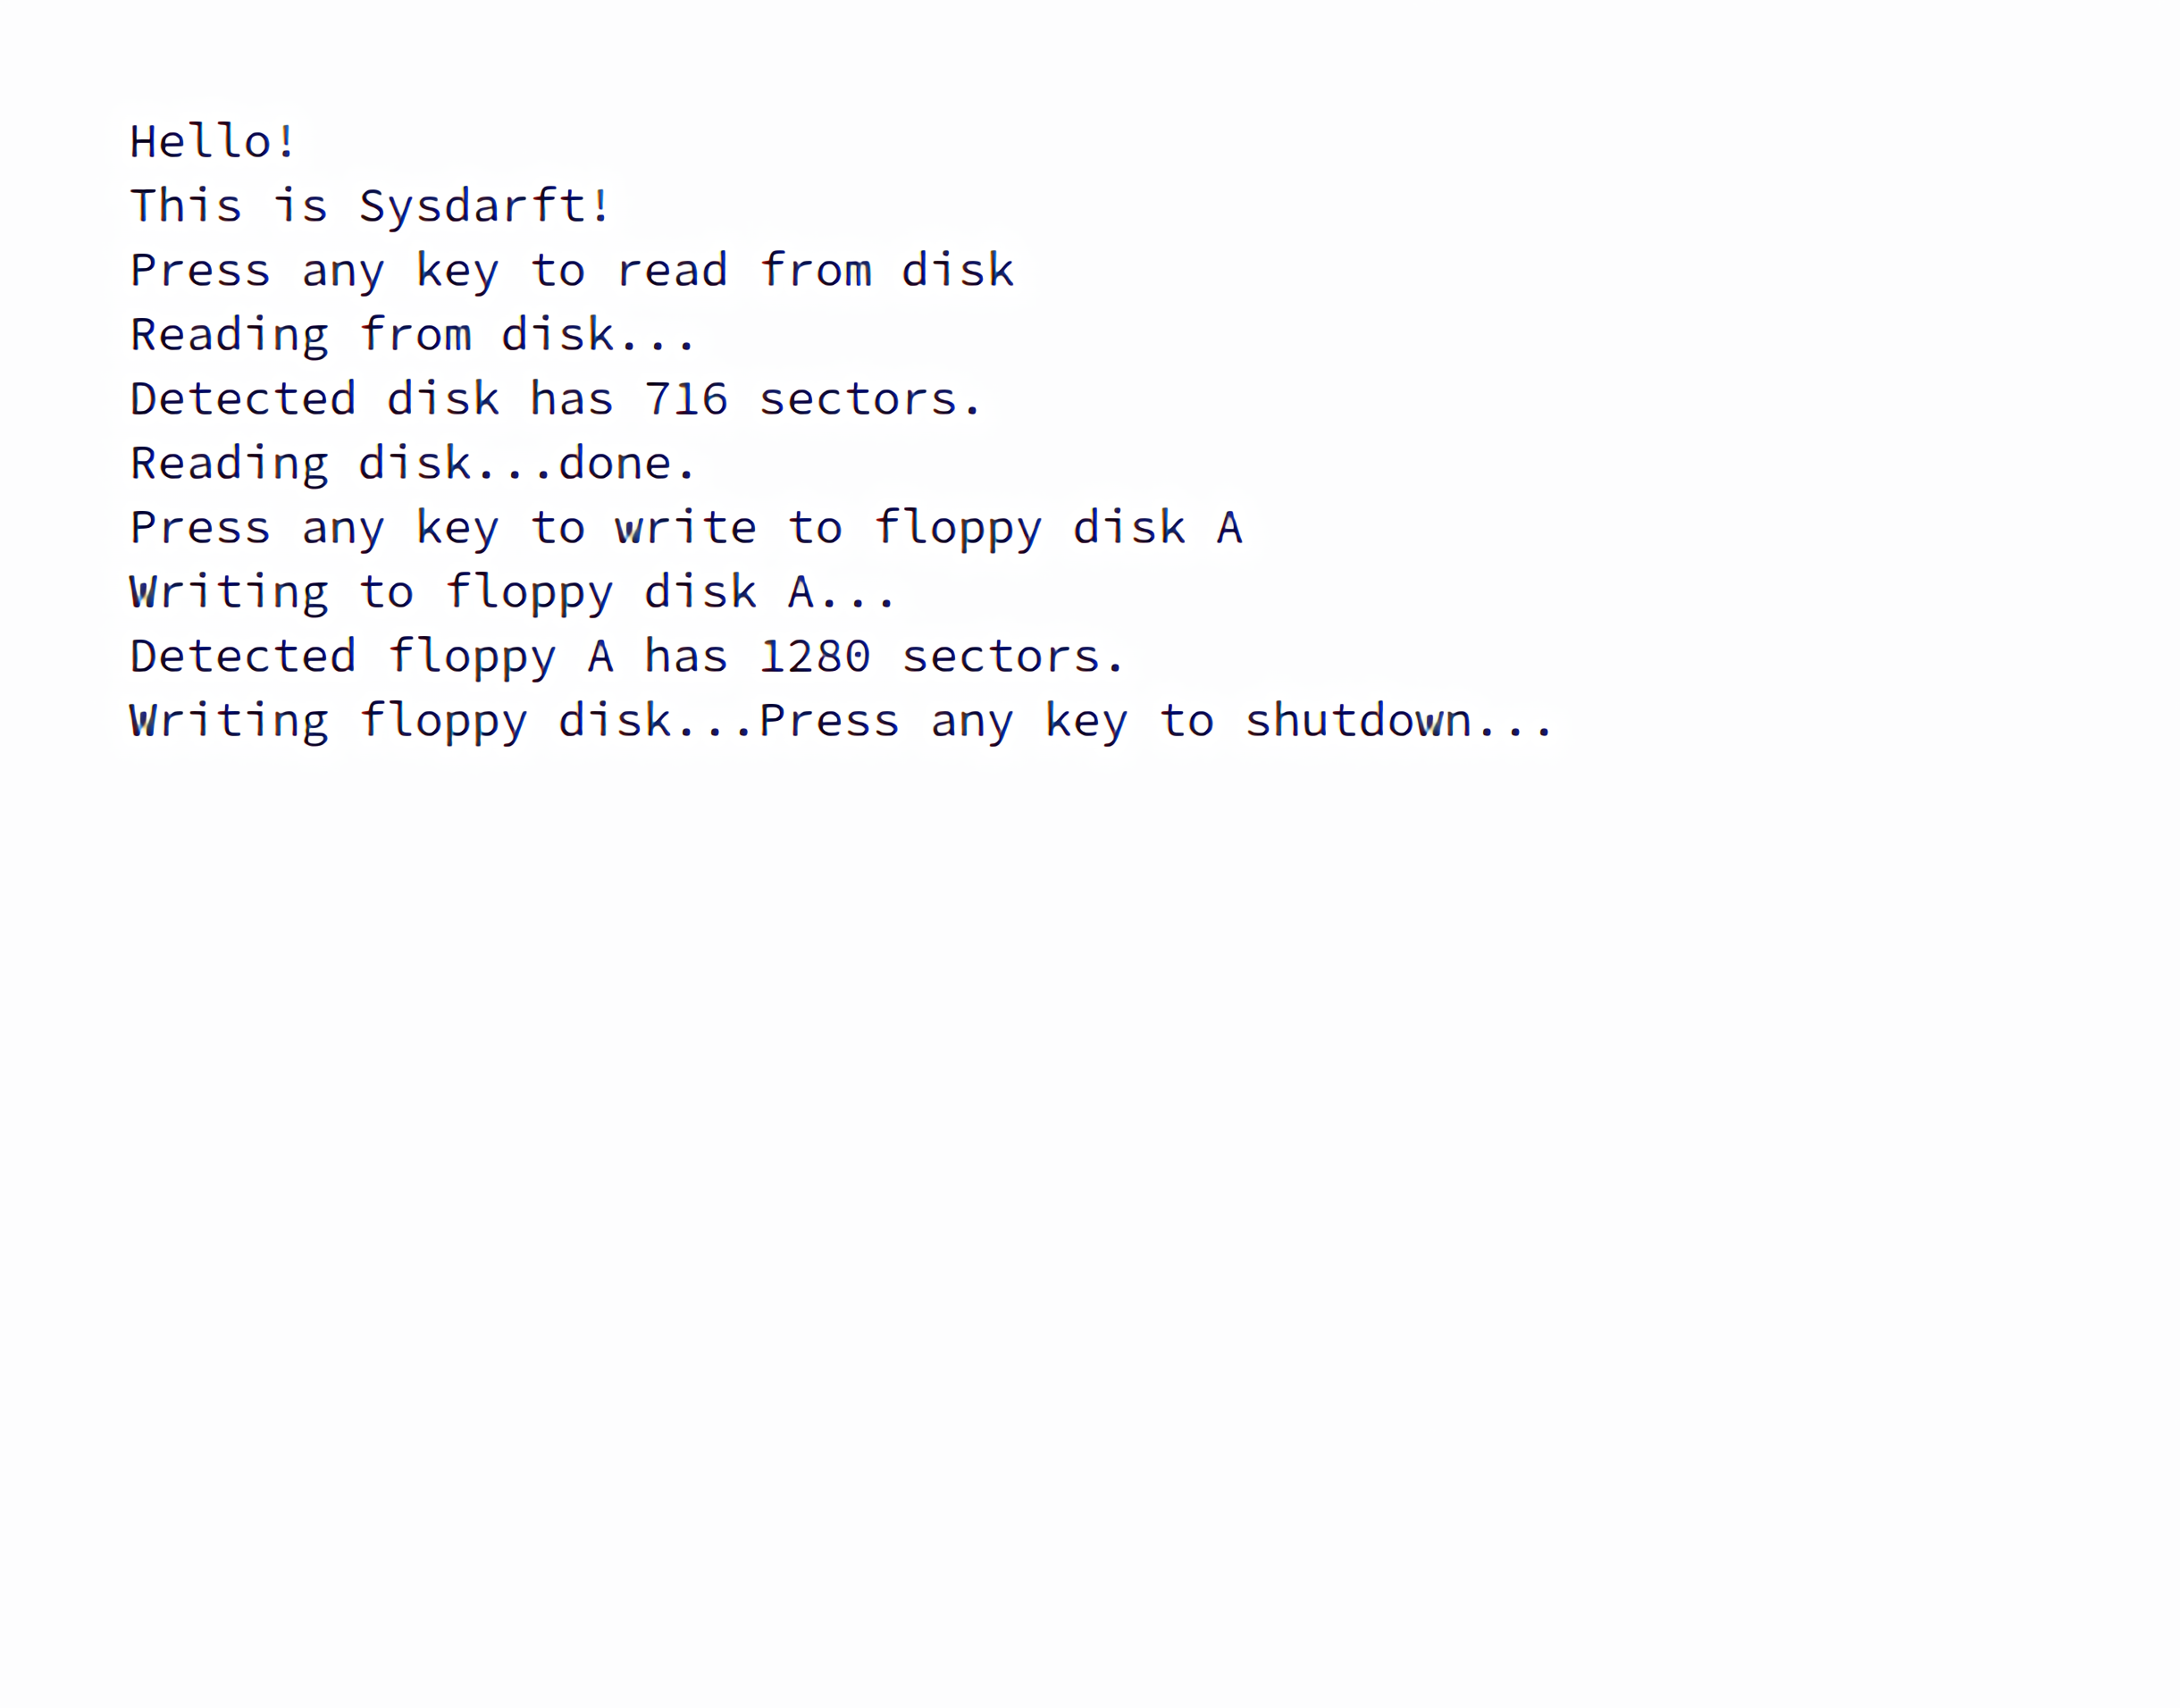 Hello!
This is Sysdarft!
Press any key to read from disk
Reading from disk...
Detected disk has 716 sectors.
Reading disk...done.
Press any key to write to floppy disk A
Writing to floppy disk A...
Detected floppy A has 1280 sectors.
Writing floppy disk...Press any key to shutdown...